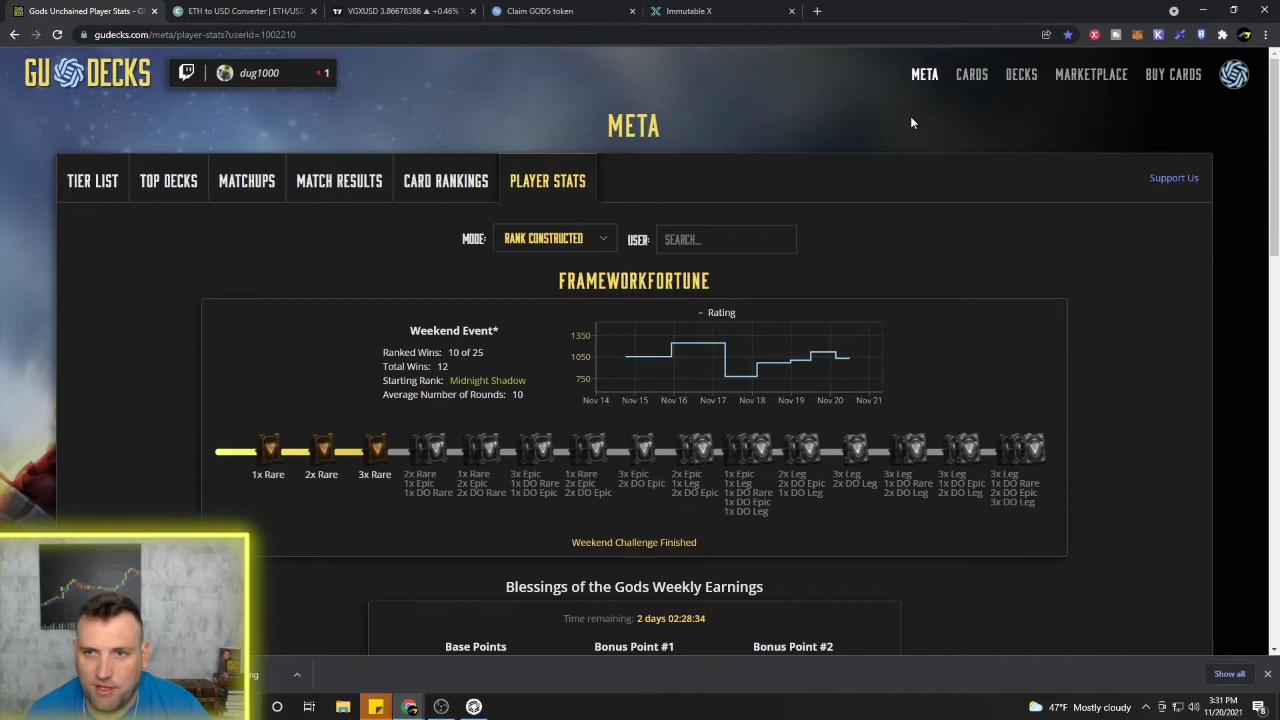 Gods Unchained Player Stats - G
ETH to USD Converter | ETH/USD
VGXUSD 3.86678386 ▲ +0.46%
Claim GODS token
Immutable X
gudecks.com/meta/player-stats?userId=1002210
GU DECKS
dug1000
1
META
CARDS
DECKS
MARKETPLACE
BUY CARDS
META
TIER LIST
TOP DECKS
MATCHUPS
MATCH RESULTS
CARD RANKINGS
PLAYER STATS
Support Us
MODE:
RANK CONSTRUCTED
USER:
SEARCH...
FRAMEWORKFORTUNE
Weekend Event*
Ranked Wins: 10 of 25
Total Wins: 12
Starting Rank: Midnight Shadow
Average Number of Rounds: 10
– Rating
1350
1050
750
Nov 14 Nov 15 Nov 16 Nov 17 Nov 18 Nov 19 Nov 20 Nov 21
1x Rare
2x Rare
3x Rare
2x Rare
1x Epic
1x DO Rare
1x Rare
2x Epic
2x DO Rare
3x Epic
1x DO Rare
1x DO Epic
1x Rare
2x Epic
2x DO Epic
3x Epic
2x DO Epic
2x Epic
1x Leg
2x DO Epic
1x Epic
1x Leg
1x DO Rare
1x DO Epic
1x DO Leg
2x Leg
2x DO Epic
1x DO Leg
3x Leg
2x DO Leg
3x Leg
1x DO Rare
2x DO Leg
3x Leg
1x DO Epic
2x DO Leg
3x Leg
1x DO Rare
2x DO Epic
3x DO Leg
Weekend Challenge Finished
Blessings of the Gods Weekly Earnings
Time remaining: 2 days 02:28:34
Base Points
Bonus Point #1
Bonus Point #2
ng
Show all
47°F Mostly cloudy
3:31 PM
11/20/2021